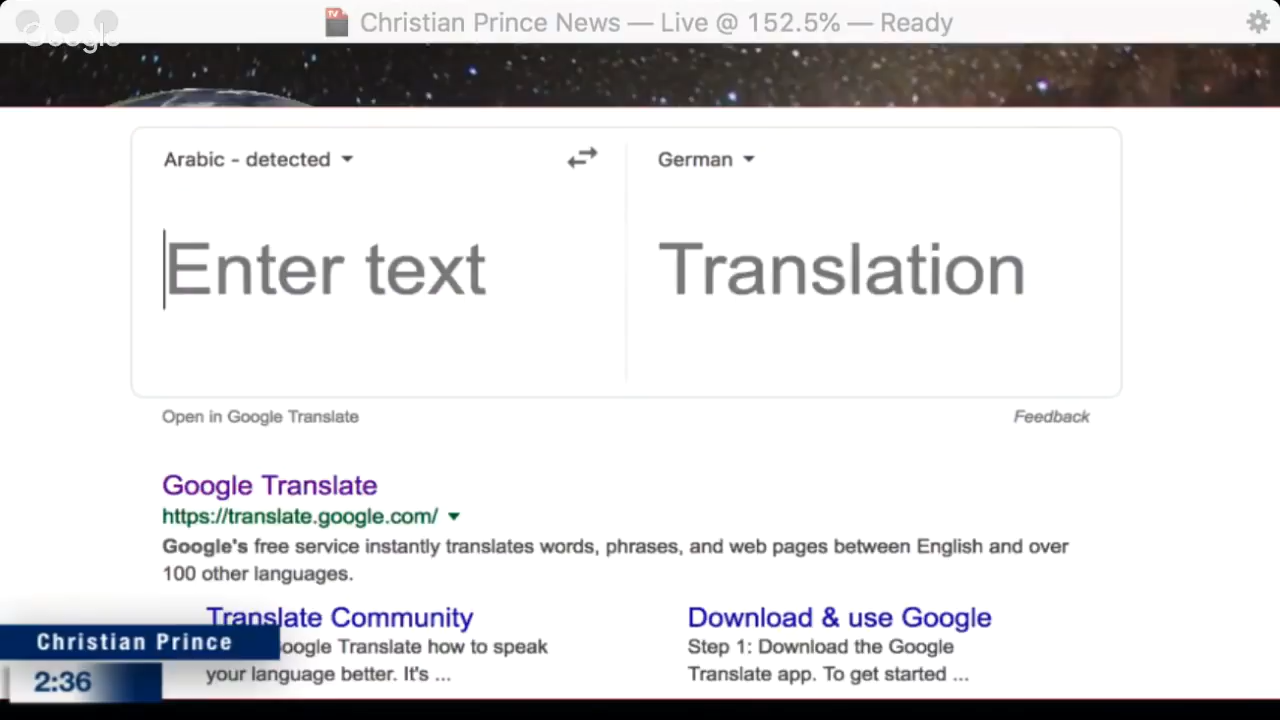 Christian Prince News — Live @ 152.5% — Ready
Google
Arabic - detected
German
Enter text
Translation
Open in Google Translate
Feedback
Google Translate
https://translate.google.com/
Google's free service instantly translates words, phrases, and web pages between English and over
100 other languages.
Translate Community
oogle Translate how to speak
your language better. It's ...
Download & use Google
Step 1: Download the Google
Translate app. To get started ...
Christian Prince
2:36